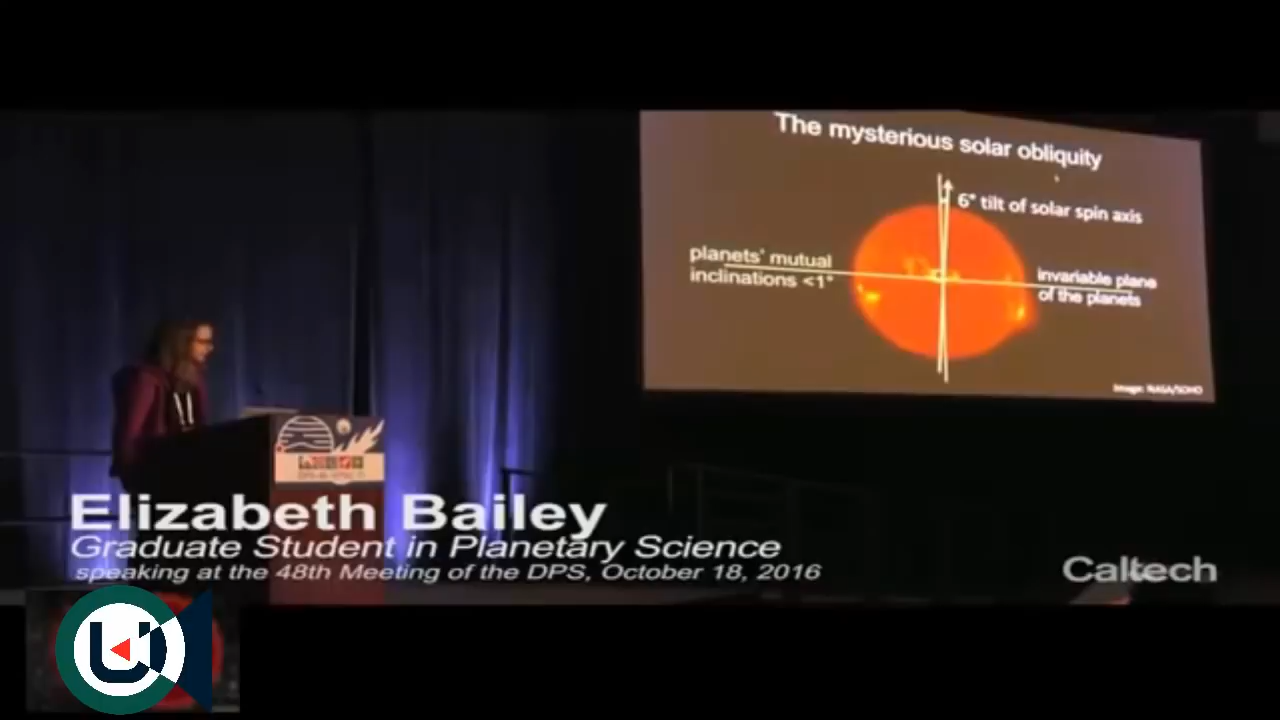 The mysterious solar obliquity
6° tilt of solar spin axis
planets' mutual
inclinations <1°
invariable plane
of the planets
Image: NASA/SOHO
Elizabeth Bailey
Graduate Student in Planetary Science
speaking at the 48th Meeting of the DPS, October 18, 2016
Caltech